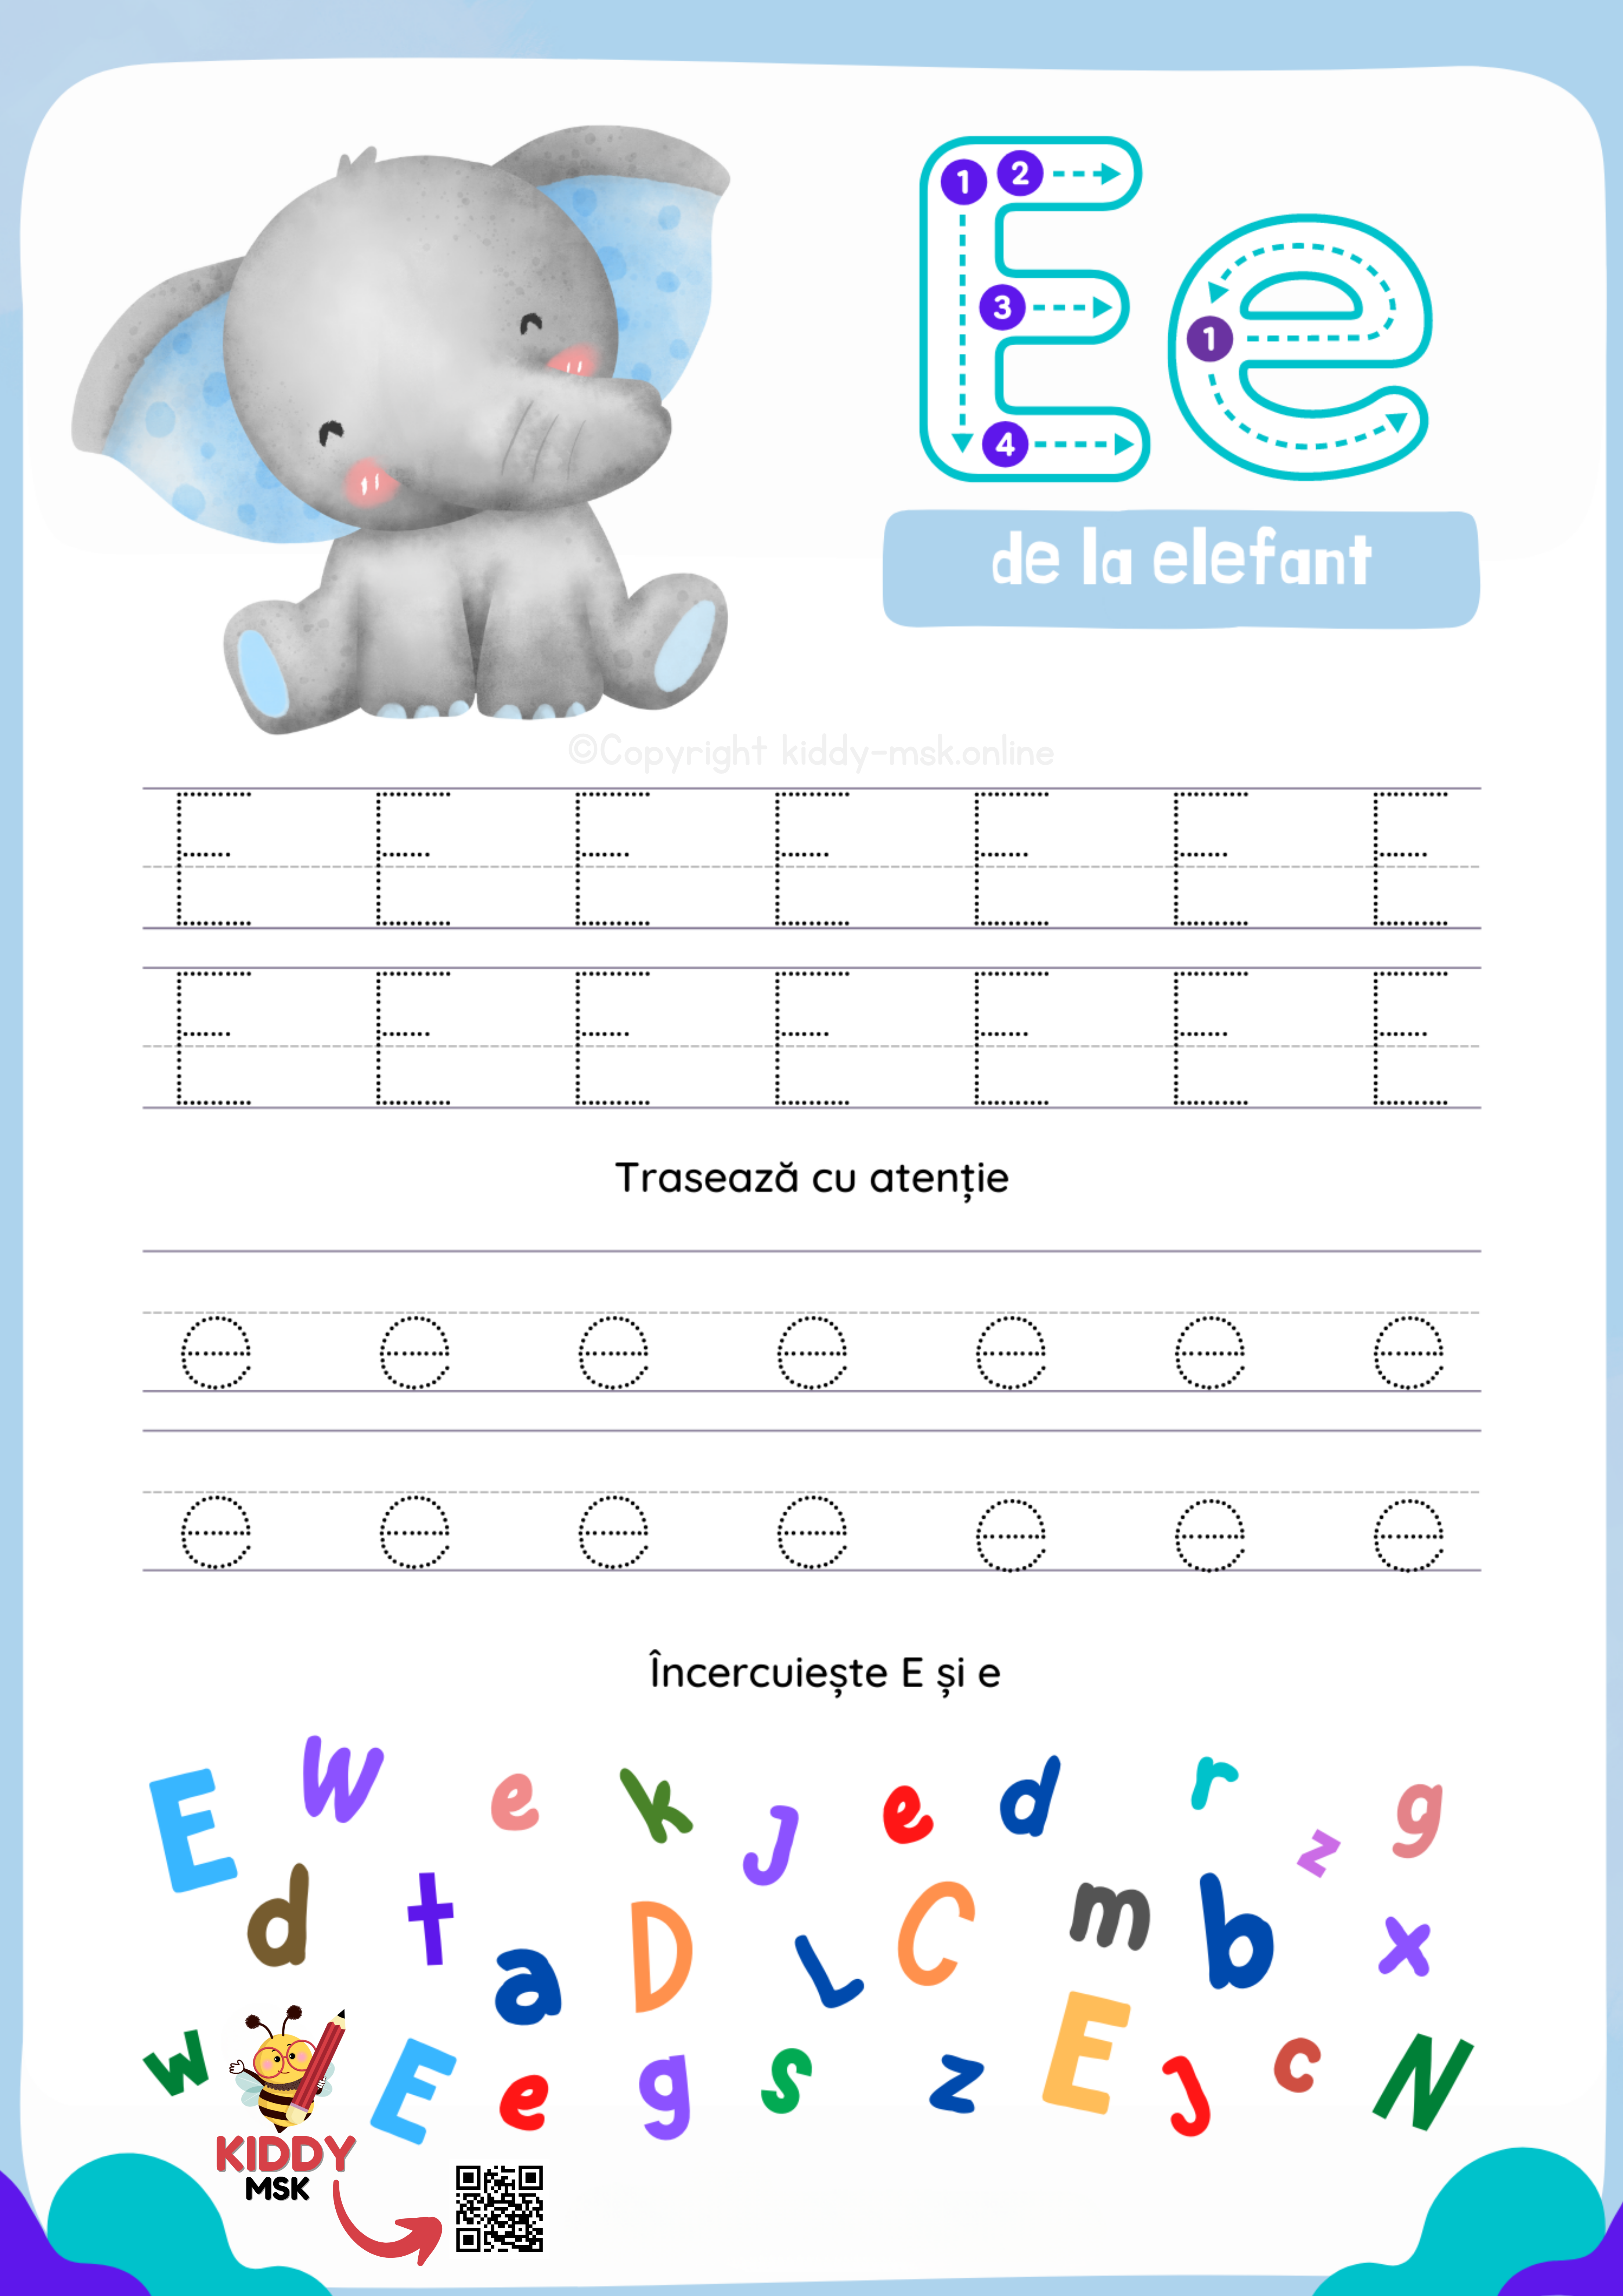 1 2 3 4
1
E e
de la elefant
©Copyright kiddy-msk.online
E E E E E E E
E E E E E E E
Trasează cu atenție
e e e e e e e
e e e e e e e
Încercuiește E și e
E W e k J e d r z g
d t a D L C m b x
w E e g s z E J c N
KIDDY
MSK